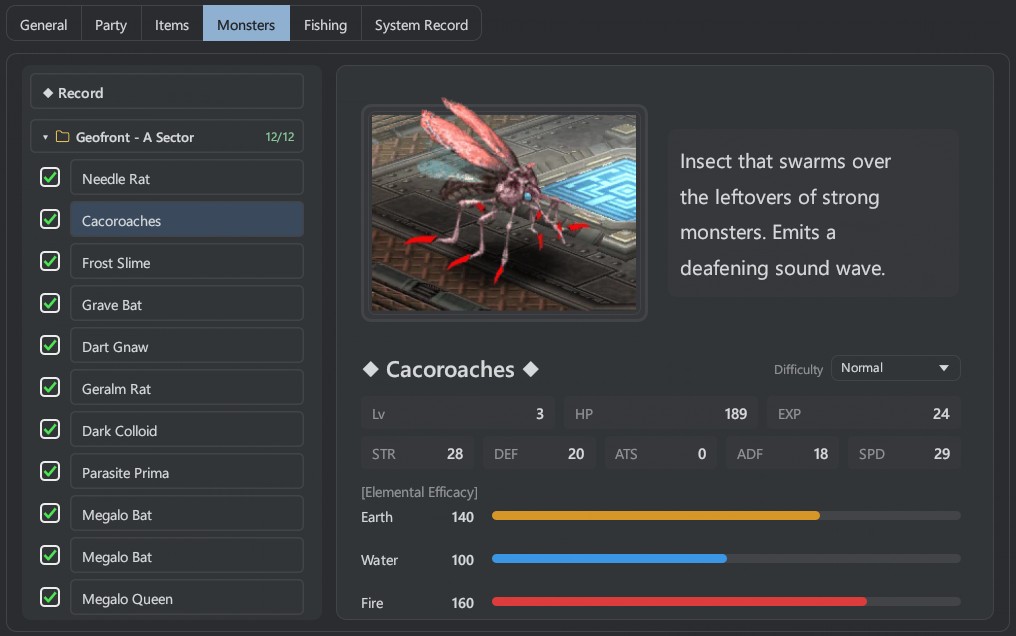 General Party Items Monsters Fishing System Record
◆ Record
Geofront - A Sector 12/12
Needle Rat
Cacoroaches
Frost Slime
Grave Bat
Dart Gnaw
Geralm Rat
Dark Colloid
Parasite Prima
Megalo Bat
Megalo Bat
Megalo Queen
Insect that swarms over
the leftovers of strong
monsters. Emits a
deafening sound wave.
◆ Cacoroaches ◆
Difficulty Normal
Lv 3 HP 189 EXP 24
STR 28 DEF 20 ATS 0 ADF 18 SPD 29
[Elemental Efficacy]
Earth 140
Water 100
Fire 160